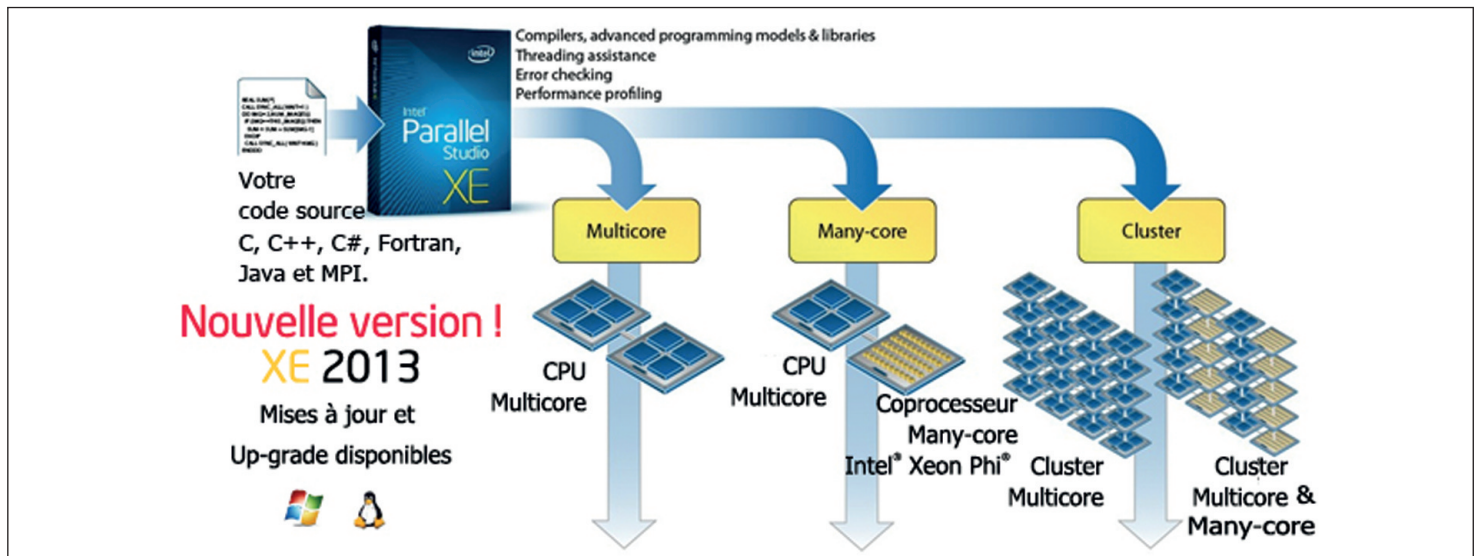 Compilers, advanced programming models & libraries
Threading assistance
Error checking
Performance profiling
intel
Intel
Parallel
Studio
XE
Votre
code source
C, C++, C#, Fortran,
Java et MPI.
Nouvelle version !
XE 2013
Mises à jour et
Up-grade disponibles
Multicore
CPU
Multicore
Many-core
CPU
Multicore
Coprocesseur
Many-core
Intel® Xeon Phi®
Cluster
Cluster
Multicore
Cluster
Multicore &
Many-core